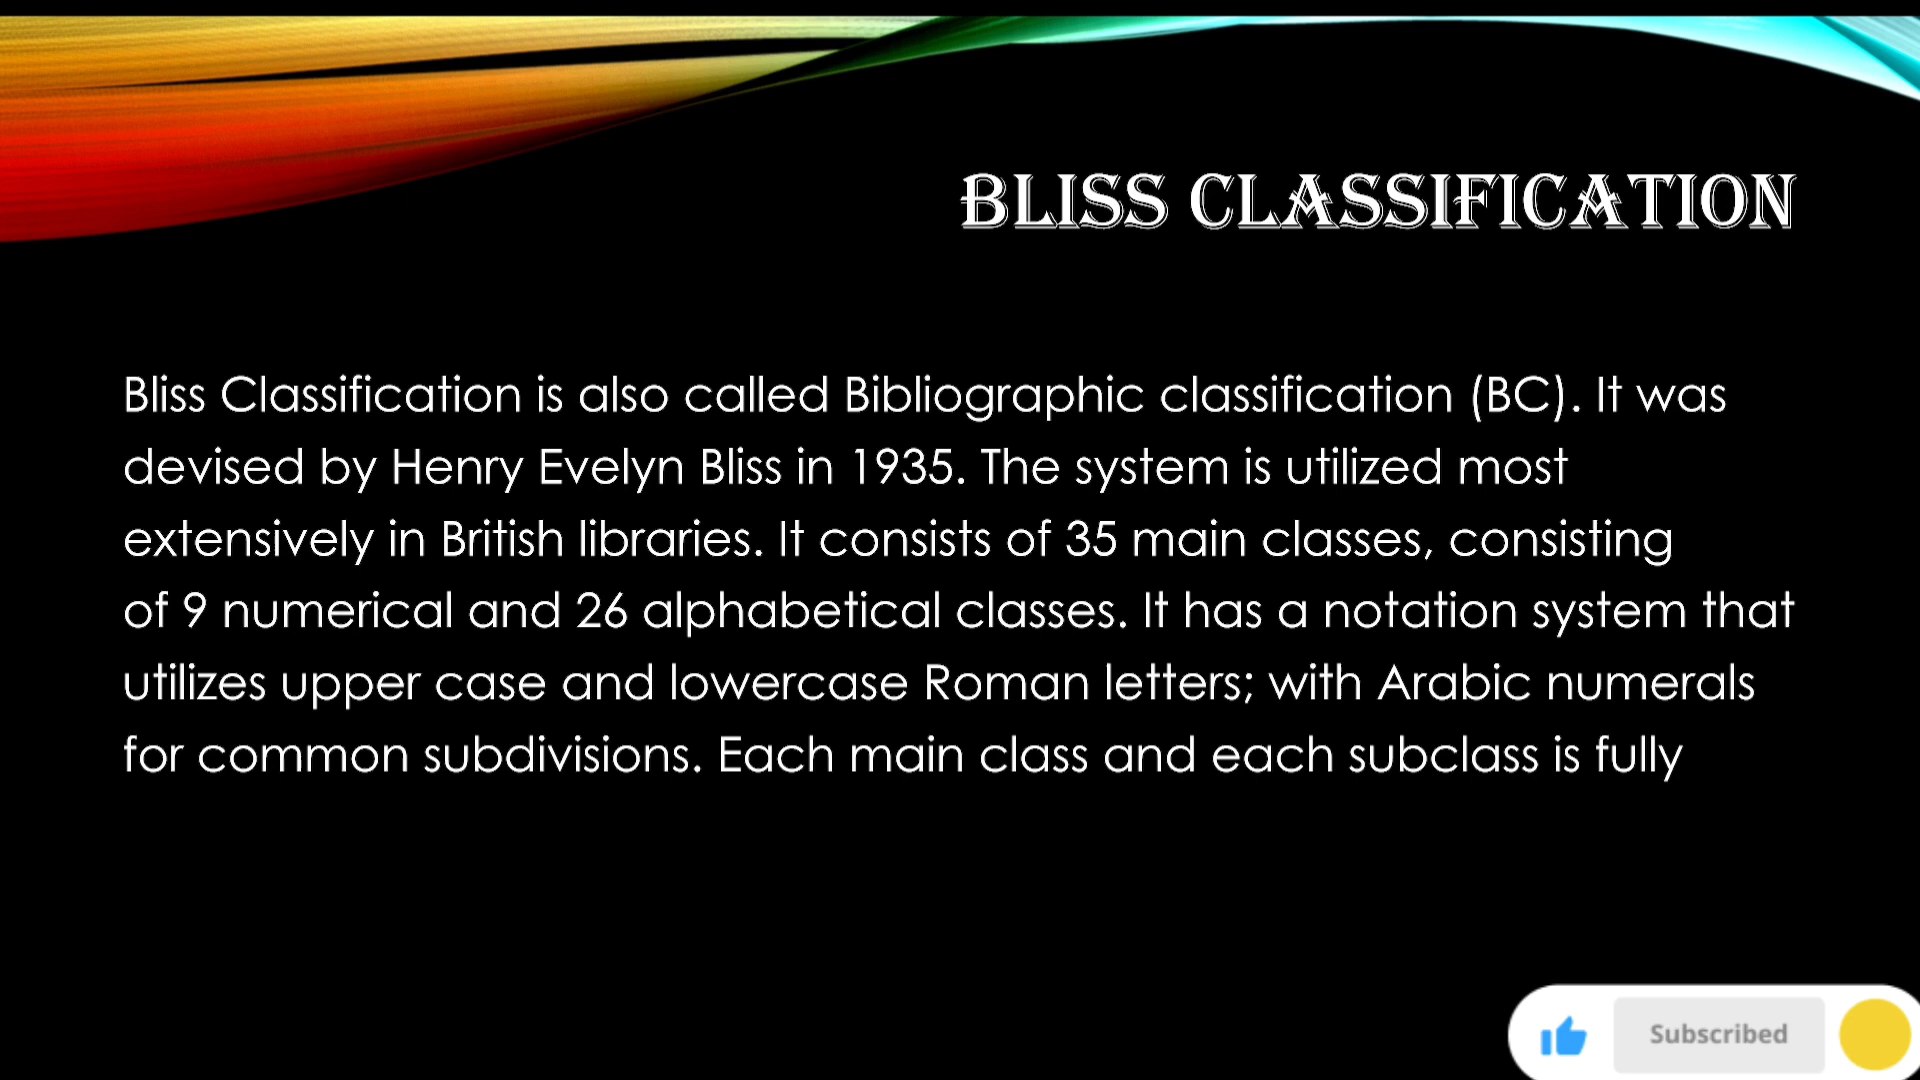 BLISS CLASSIFICATION
Bliss Classification is also called Bibliographic classification (BC). It was
devised by Henry Evelyn Bliss in 1935. The system is utilized most
extensively in British libraries. It consists of 35 main classes, consisting
of 9 numerical and 26 alphabetical classes. It has a notation system that
utilizes upper case and lowercase Roman letters; with Arabic numerals
for common subdivisions. Each main class and each subclass is fully
Subscribed